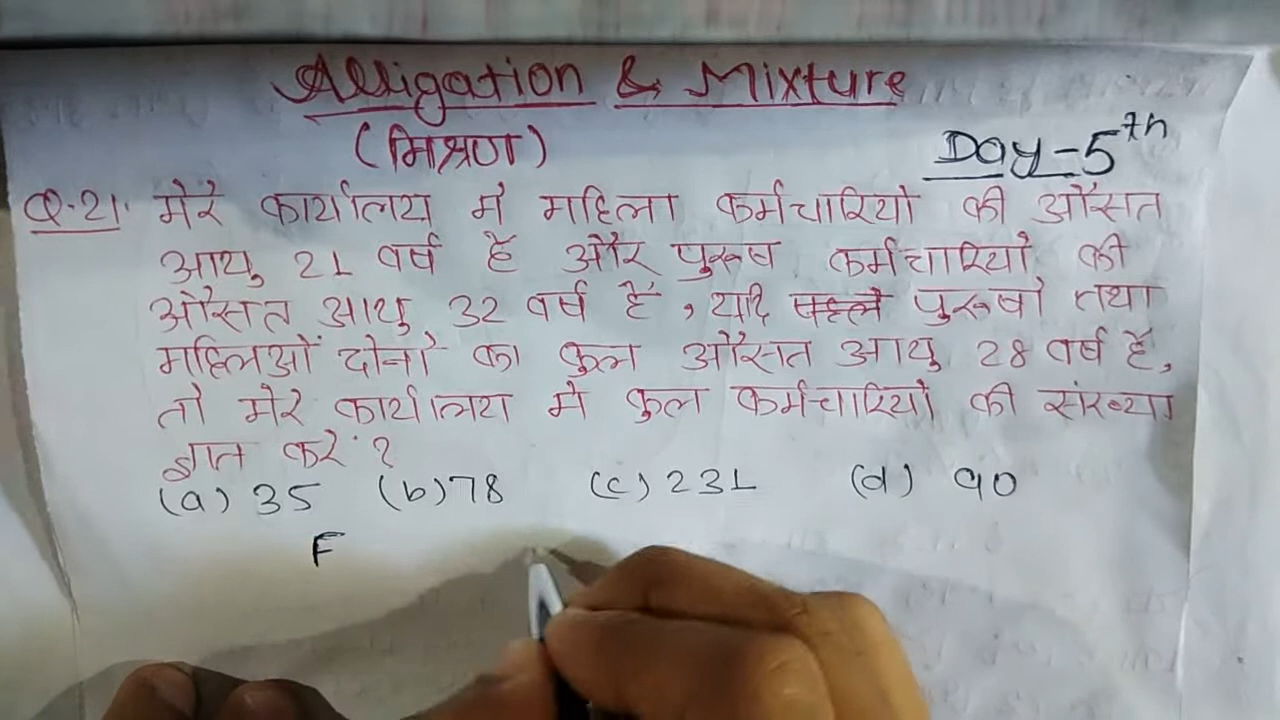 Alligation & Mixture
(मिश्रण)
Day-5th
Q.21. मेरे कार्यालय मे महिला कर्मचारियो की औसत
आयु 21 वर्ष है और पुरूष कर्मचारियो की
औसत आयु 32 वर्ष है, यदि पुरूषो तथा
महिलाओं दोनो का कुल औसत आयु 28 वर्ष है,
तो मेरे कार्यालय मे कुल कर्मचारियो की संख्या
ज्ञात करें ?
(a) 35 (b) 78 (c) 231 (d) 90
F